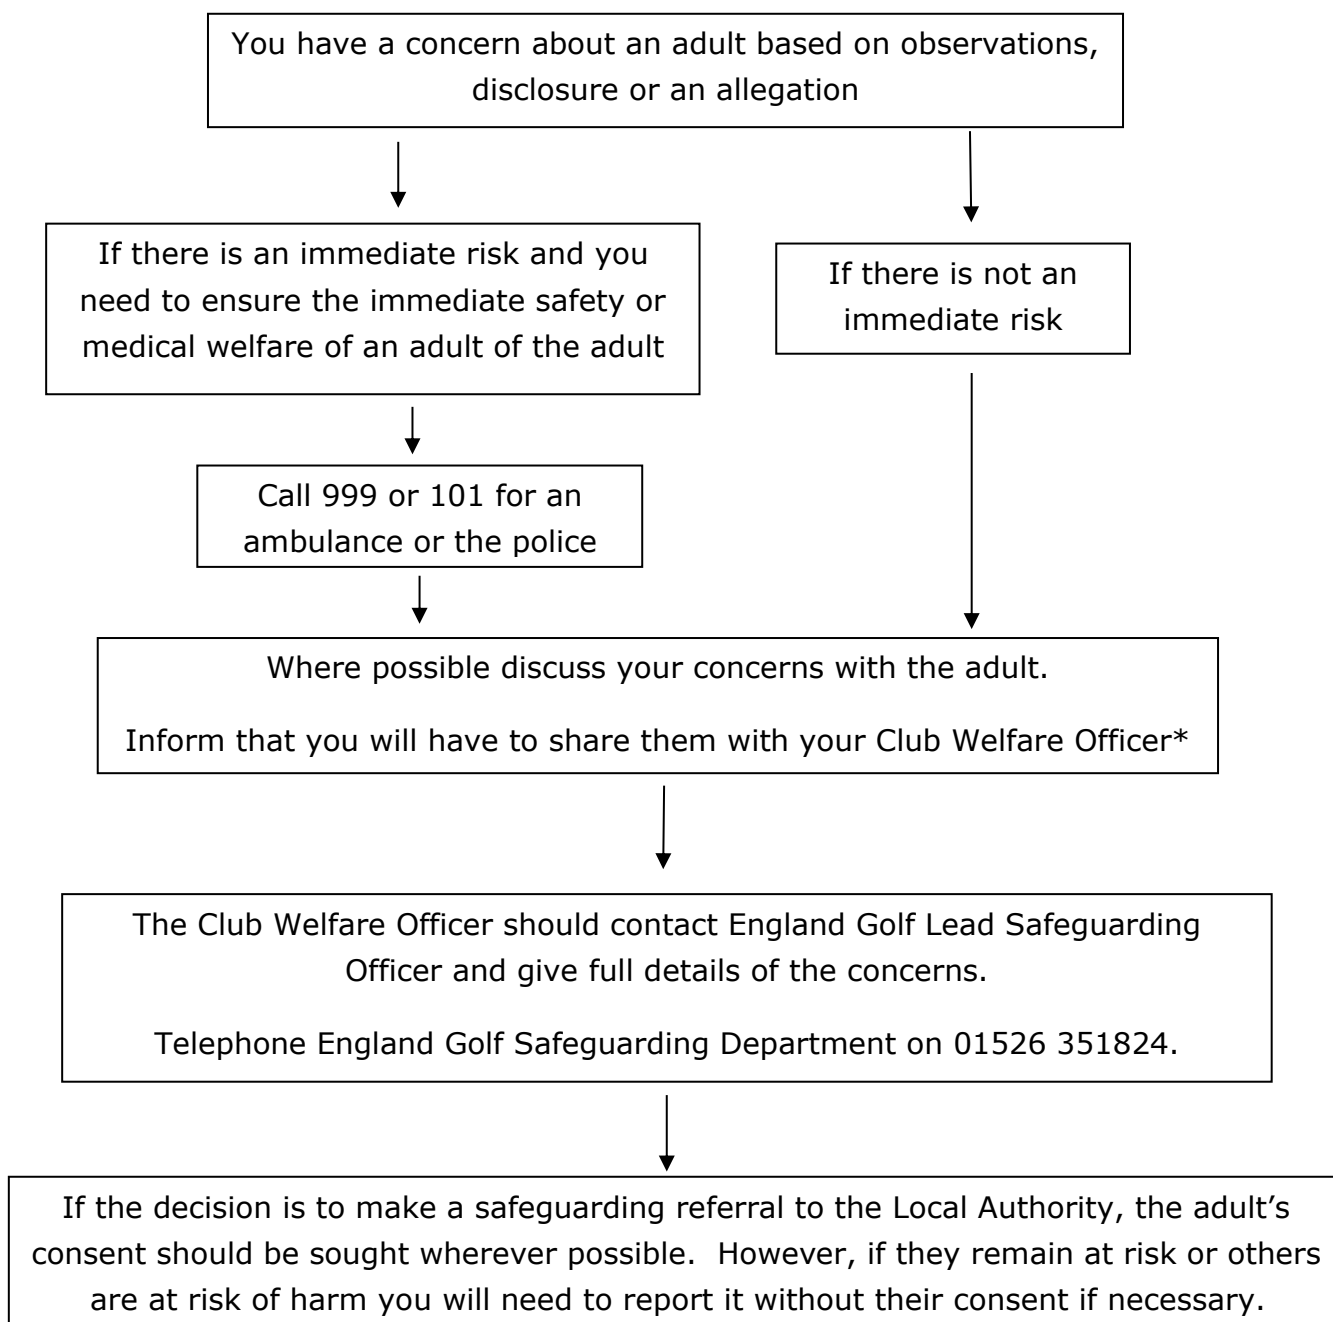 You have a concern about an adult based on observations,
disclosure or an allegation
If there is an immediate risk and you
need to ensure the immediate safety or
medical welfare of an adult of the adult
If there is not an
immediate risk
Call 999 or 101 for an
ambulance or the police
Where possible discuss your concerns with the adult.
Inform that you will have to share them with your Club Welfare Officer*
The Club Welfare Officer should contact England Golf Lead Safeguarding
Officer and give full details of the concerns.
Telephone England Golf Safeguarding Department on 01526 351824.
If the decision is to make a safeguarding referral to the Local Authority, the adult’s
consent should be sought wherever possible.  However, if they remain at risk or others
are at risk of harm you will need to report it without their consent if necessary.